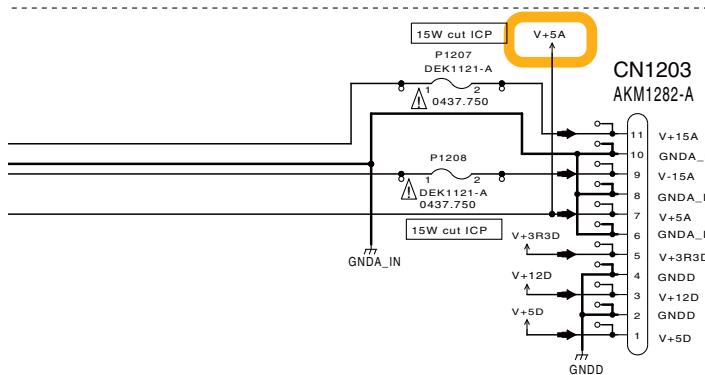 15W cut ICP
V+5A
P1207
DEK1121-A
1
2
0437.750
CN1203
AKM1282-A
11
V+15A
10
GNDA_
P1208
9
V-15A
1
2
DEK1121-A
0437.750
8
GNDA_I
7
V+5A
15W cut ICP
6
GNDA_I
V+3R3D
5
V+3R3D
GNDA_IN
4
GNDD
V+12D
3
V+12D
2
GNDD
V+5D
1
V+5D
GNDD